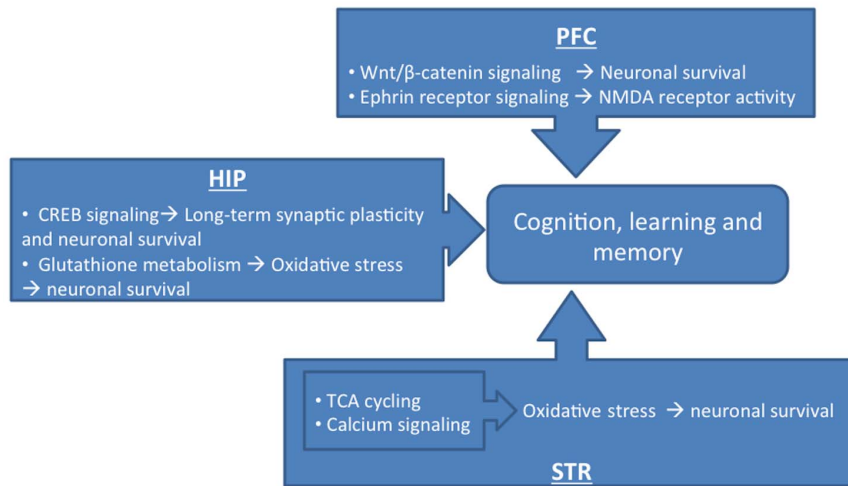 PFC
• Wnt/β-catenin signaling → Neuronal survival
• Ephrin receptor signaling → NMDA receptor activity
HIP
• CREB signaling→ Long-term synaptic plasticity
and neuronal survival
• Glutathione metabolism → Oxidative stress
→ neuronal survival
Cognition, learning and
memory
• TCA cycling
• Calcium signaling
Oxidative stress → neuronal survival
STR